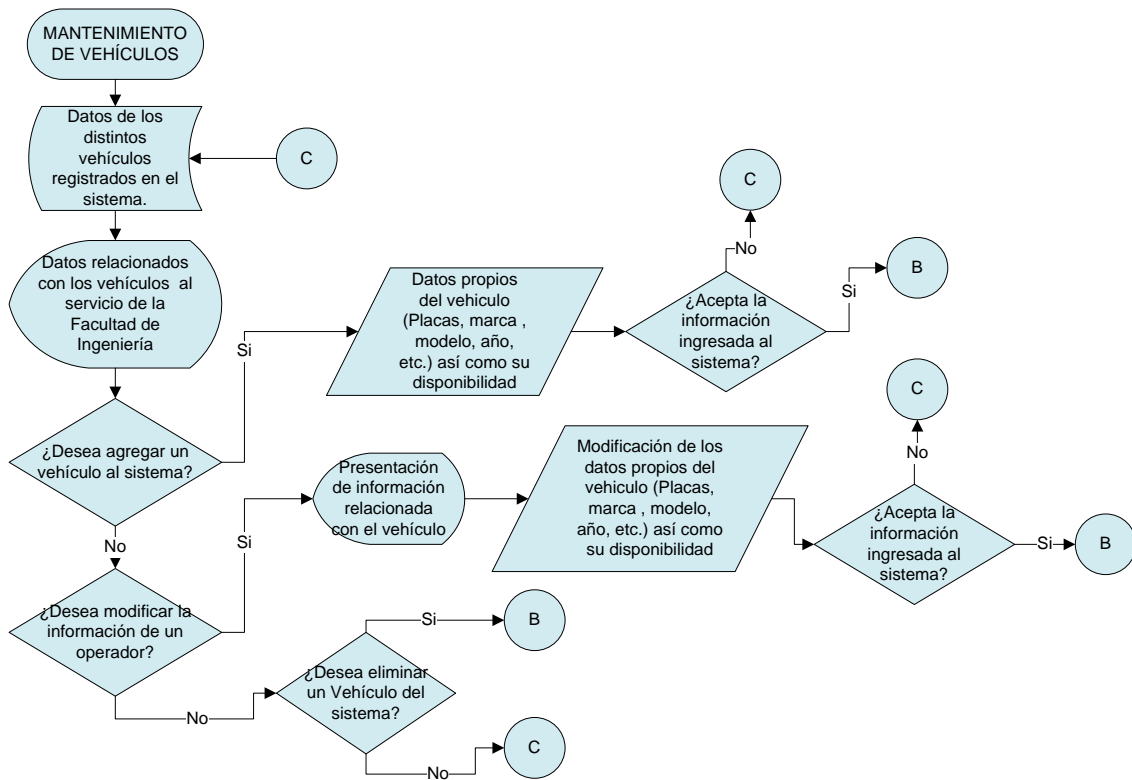 MANTENIMIENTO
DE VEHÍCULOS
Datos de los
distintos
vehículos
registrados en el
sistema.
C
Datos relacionados
con los vehículos al
servicio de la
Facultad de
Ingeniería
Si
Datos propios
del vehiculo
(Placas, marca ,
modelo, año,
etc.) así como su
disponibilidad
¿Acepta la
información
ingresada al
sistema?
No
C
Si
B
¿Desea agregar un
vehículo al sistema?
No
Si
Presentación
de información
relacionada
con el vehículo
Modificación de los
datos propios del
vehiculo (Placas,
marca , modelo,
año, etc.) así como
su disponibilidad
¿Acepta la
información
ingresada al
sistema?
No
C
Si
B
¿Desea modificar la
información de un
operador?
No
¿Desea eliminar
un Vehículo del
sistema?
Si
B
No
C